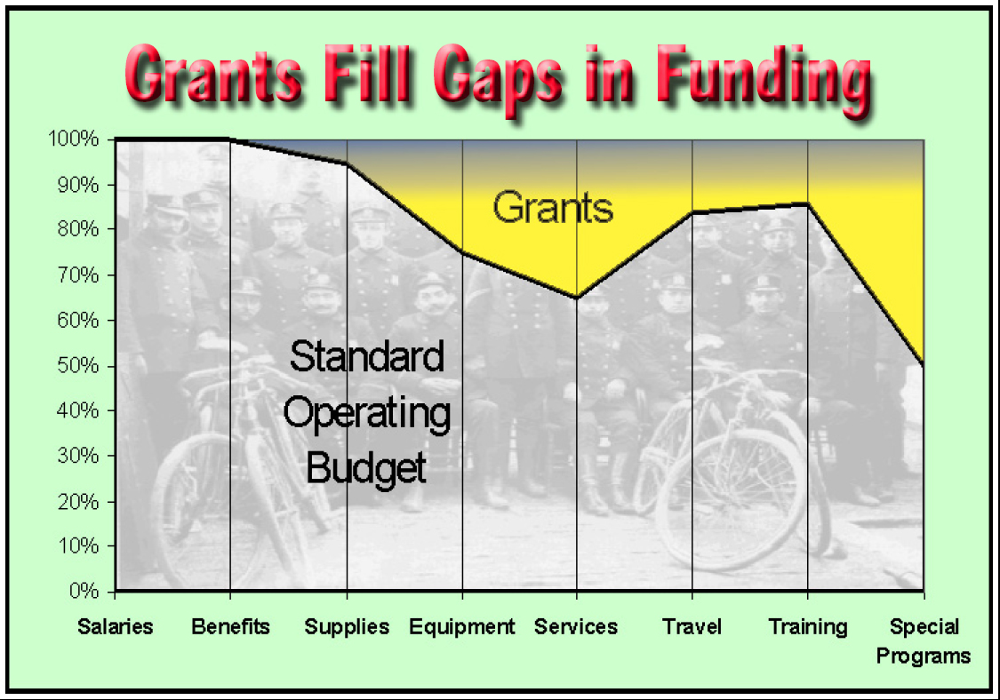 Grants Fill Gaps in Funding
100%
90%
80%
70%
60%
50%
40%
30%
20%
10%
0%
Grants
Standard
Operating
Budget
Salaries Benefits Supplies Equipment Services Travel Training Special
Programs